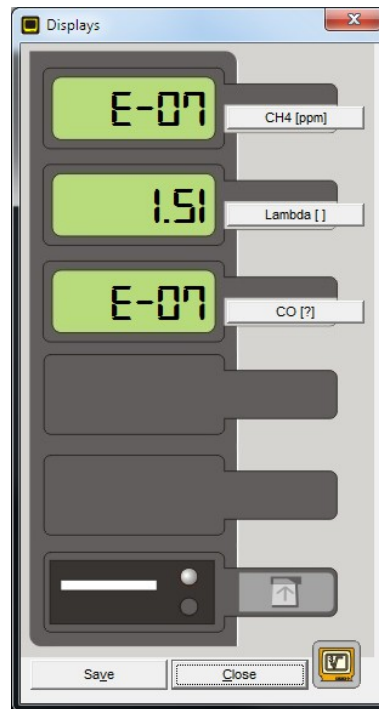 Displays
E-07
CH4 [ppm]
1.51
Lambda [ ]
E-07
CO [?]
Save
Close